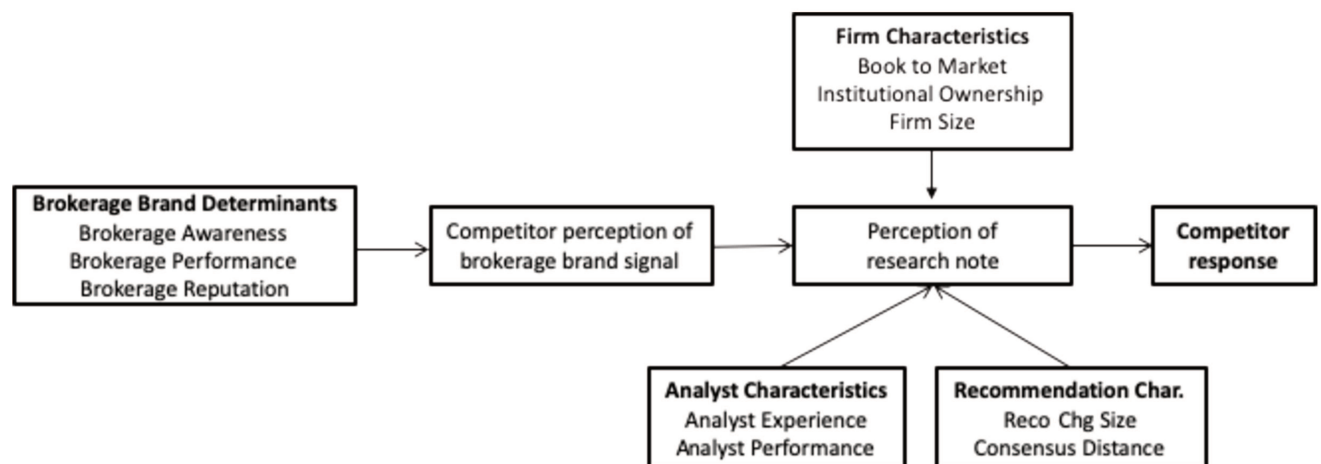 Firm Characteristics
Book to Market
Institutional Ownership
Firm Size
Brokerage Brand Determinants
Brokerage Awareness
Brokerage Performance
Brokerage Reputation
Competitor perception of
brokerage brand signal
Perception of
research note
Competitor
response
Analyst Characteristics
Analyst Experience
Analyst Performance
Recommendation Char.
Reco Chg Size
Consensus Distance